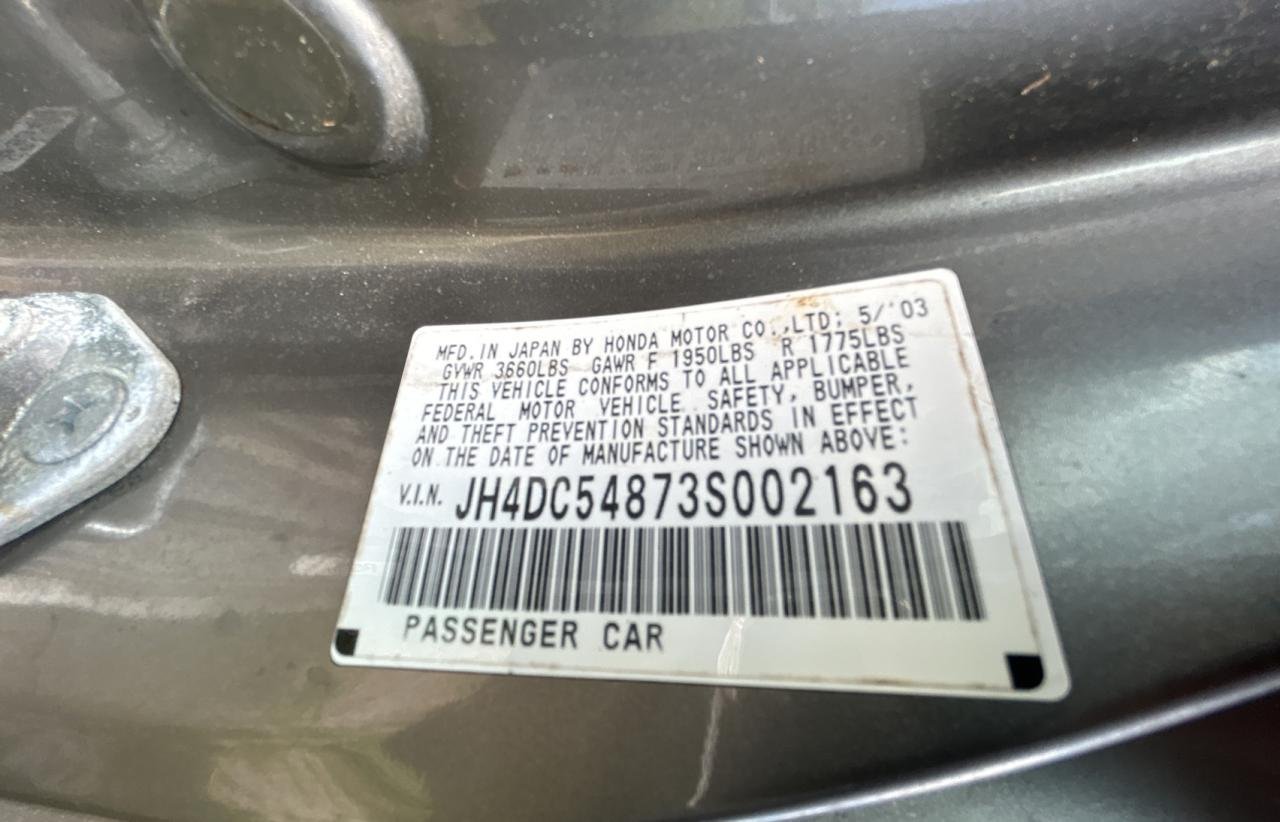 MFD.IN JAPAN BY HONDA MOTOR CO.,LTD; 5/'03
GVWR 3660LBS GAWR F 1950LBS R 1775LBS
THIS VEHICLE CONFORMS TO ALL APPLICABLE
FEDERAL MOTOR VEHICLE SAFETY, BUMPER,
AND THEFT PREVENTION STANDARDS IN EFFECT
ON THE DATE OF MANUFACTURE SHOWN ABOVE:
V.I.N. JH4DC54873S002163
PASSENGER CAR